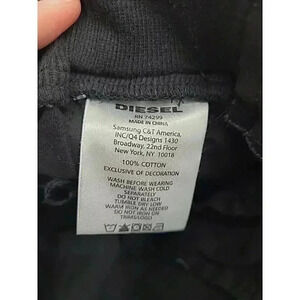 DIESEL
RN 74299
MADE IN CHINA
Samsung C&T America,
INC/Q4 Designs 1430
Broadway, 22nd Floor
New York, NY. 10018
100% COTTON
EXCLUSIVE OF DECORATION
WASH BEFORE WEARING
MACHINE WASH COLD
SEPARATELY
DO NOT BLEACH
TUMBLE DRY LOW
WARM IRON AS NEEDED
DO NOT IRON ON
TRIMS/LOGO